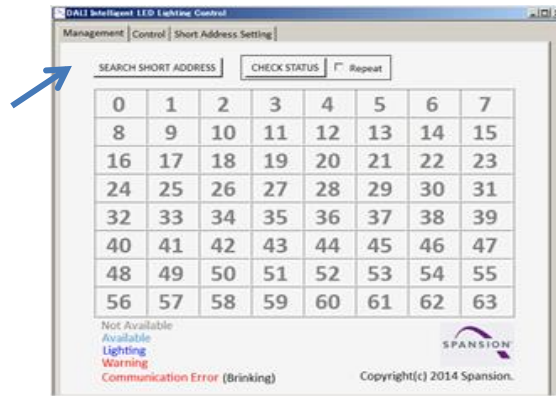 DALI Intelligent LED Lighting Control
Management Control Short Address Setting
SEARCH SHORT ADDRESS CHECK STATUS Repeat
0 1 2 3 4 5 6 7
8 9 10 11 12 13 14 15
16 17 18 19 20 21 22 23
24 25 26 27 28 29 30 31
32 33 34 35 36 37 38 39
40 41 42 43 44 45 46 47
48 49 50 51 52 53 54 55
56 57 58 59 60 61 62 63
Not Available
Available
Lighting
Warning
Communication Error (Brinking)
SPANSION
Copyright(c) 2014 Spansion.